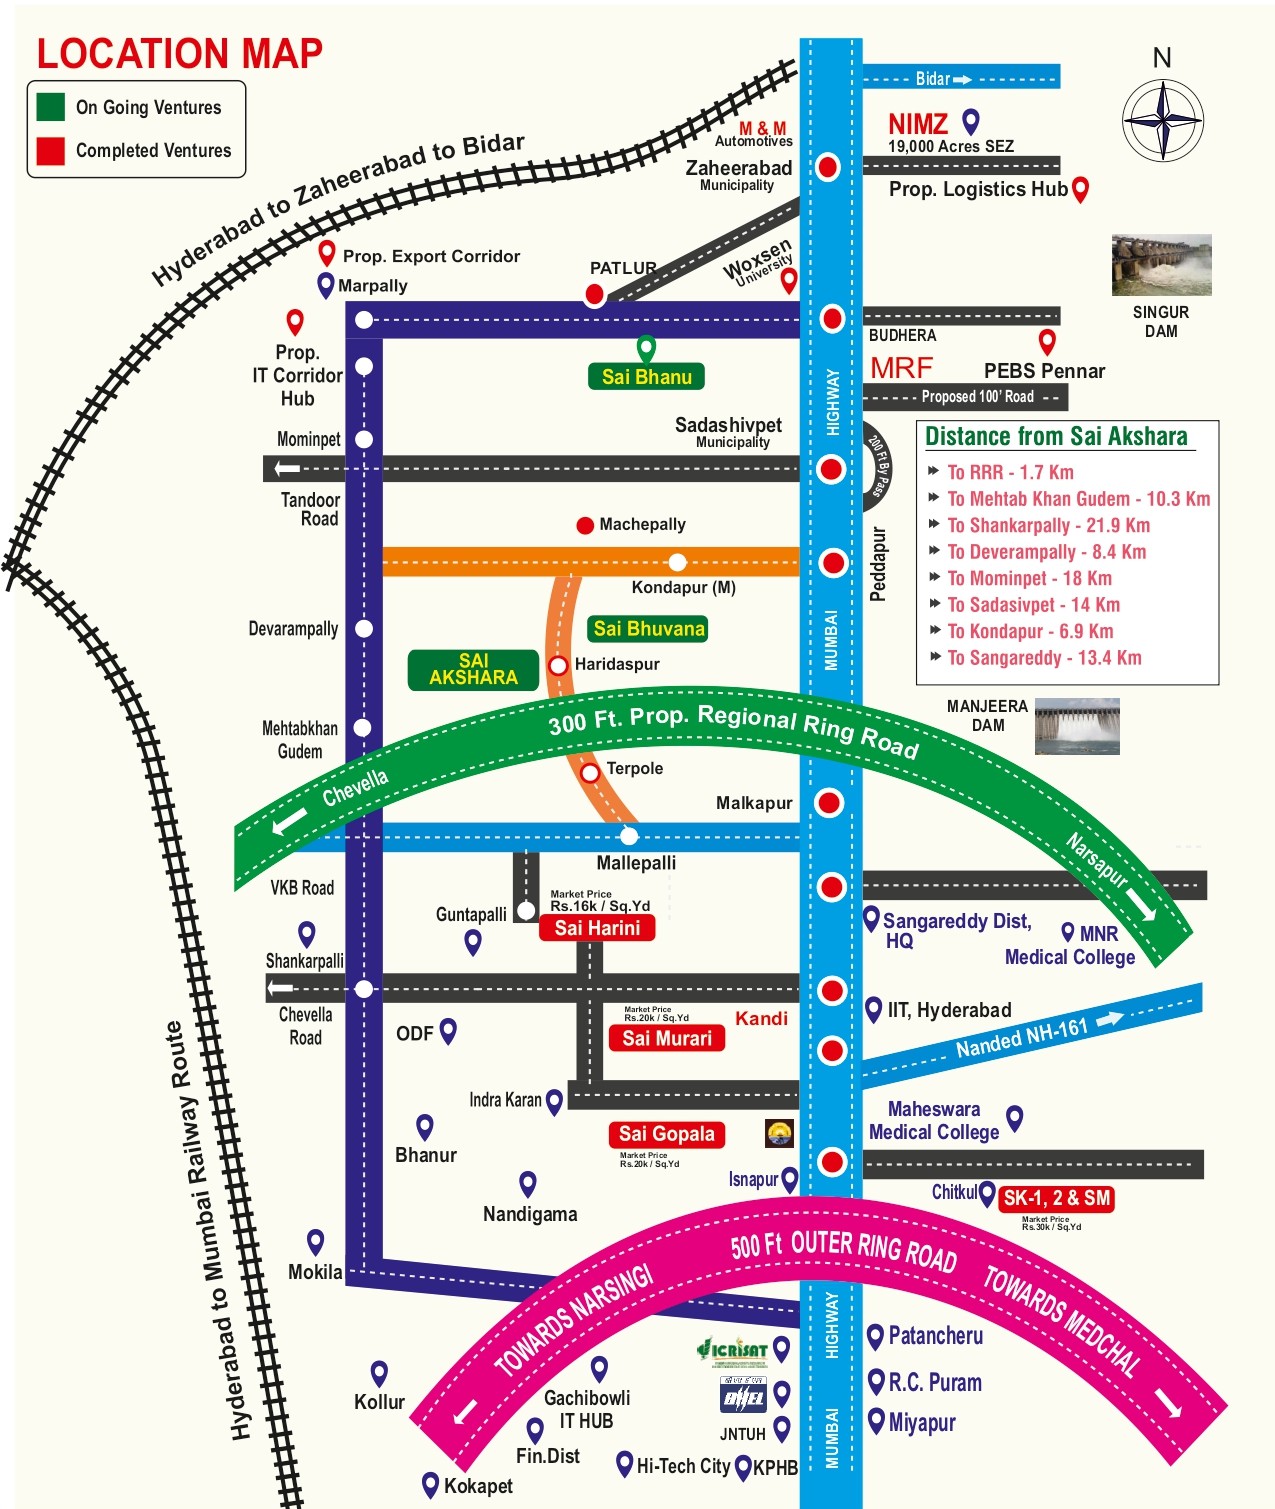 LOCATION MAP
On Going Ventures
Completed Ventures
Hyderabad to Zaheerabad to Bidar
N
Bidar
M & M
Automotives
NIMZ
19,000 Acres SEZ
Zaheerabad
Municipality
Prop. Logistics Hub
Prop. Export Corridor
Marpally
PATLUR
Woxsen
University
SINGUR
DAM
BUDHERA
Prop.
IT Corridor
Hub
Sai Bhanu
MRF
PEBS Pennar
Proposed 100' Road
HIGHWAY
Mominpet
Sadashivpet
Municipality
200 Ft By Pass
Tandoor
Road
Machepally
Peddapur
Kondapur (M)
Distance from Sai Akshara
To RRR - 1.7 Km
To Mehtab Khan Gudem - 10.3 Km
To Shankarpally - 21.9 Km
To Deverampally - 8.4 Km
To Mominpet - 18 Km
To Sadasivpet - 14 Km
To Kondapur - 6.9 Km
To Sangareddy - 13.4 Km
Devarampally
Sai Bhuvana
MUMBAI
SAI
AKSHARA
Haridaspur
MANJEERA
DAM
Mehtabkhan
Gudem
300 Ft. Prop. Regional Ring Road
Chevella
Terpole
Malkapur
Narsapur
Mallepalli
VKB Road
Market Price
Rs.16k / Sq.Yd
Guntapalli
Sai Harini
Sangareddy Dist,
HQ
MNR
Medical College
Shankarpalli
Chevella
Road
ODF
Market Price
Rs.20k / Sq.Yd
Sai Murari
Kandi
IIT, Hyderabad
Nanded NH-161
Hyderabad to Mumbai Railway Route
Indra Karan
Sai Gopala
Market Price
Rs.20k / Sq.Yd
Maheswara
Medical College
Bhanur
Isnapur
Chitkul
SK-1, 2 & SM
Market Price
Rs.30k / Sq.Yd
Nandigama
Mokila
500 Ft OUTER RING ROAD
TOWARDS NARSINGI
TOWARDS MEDCHAL
HIGHWAY
ICRISAT
Patancheru
Kollur
Gachibowli
IT HUB
BHEL
R.C. Puram
JNTUH
MUMBAI
Miyapur
Fin.Dist
Hi-Tech City
KPHB
Kokapet